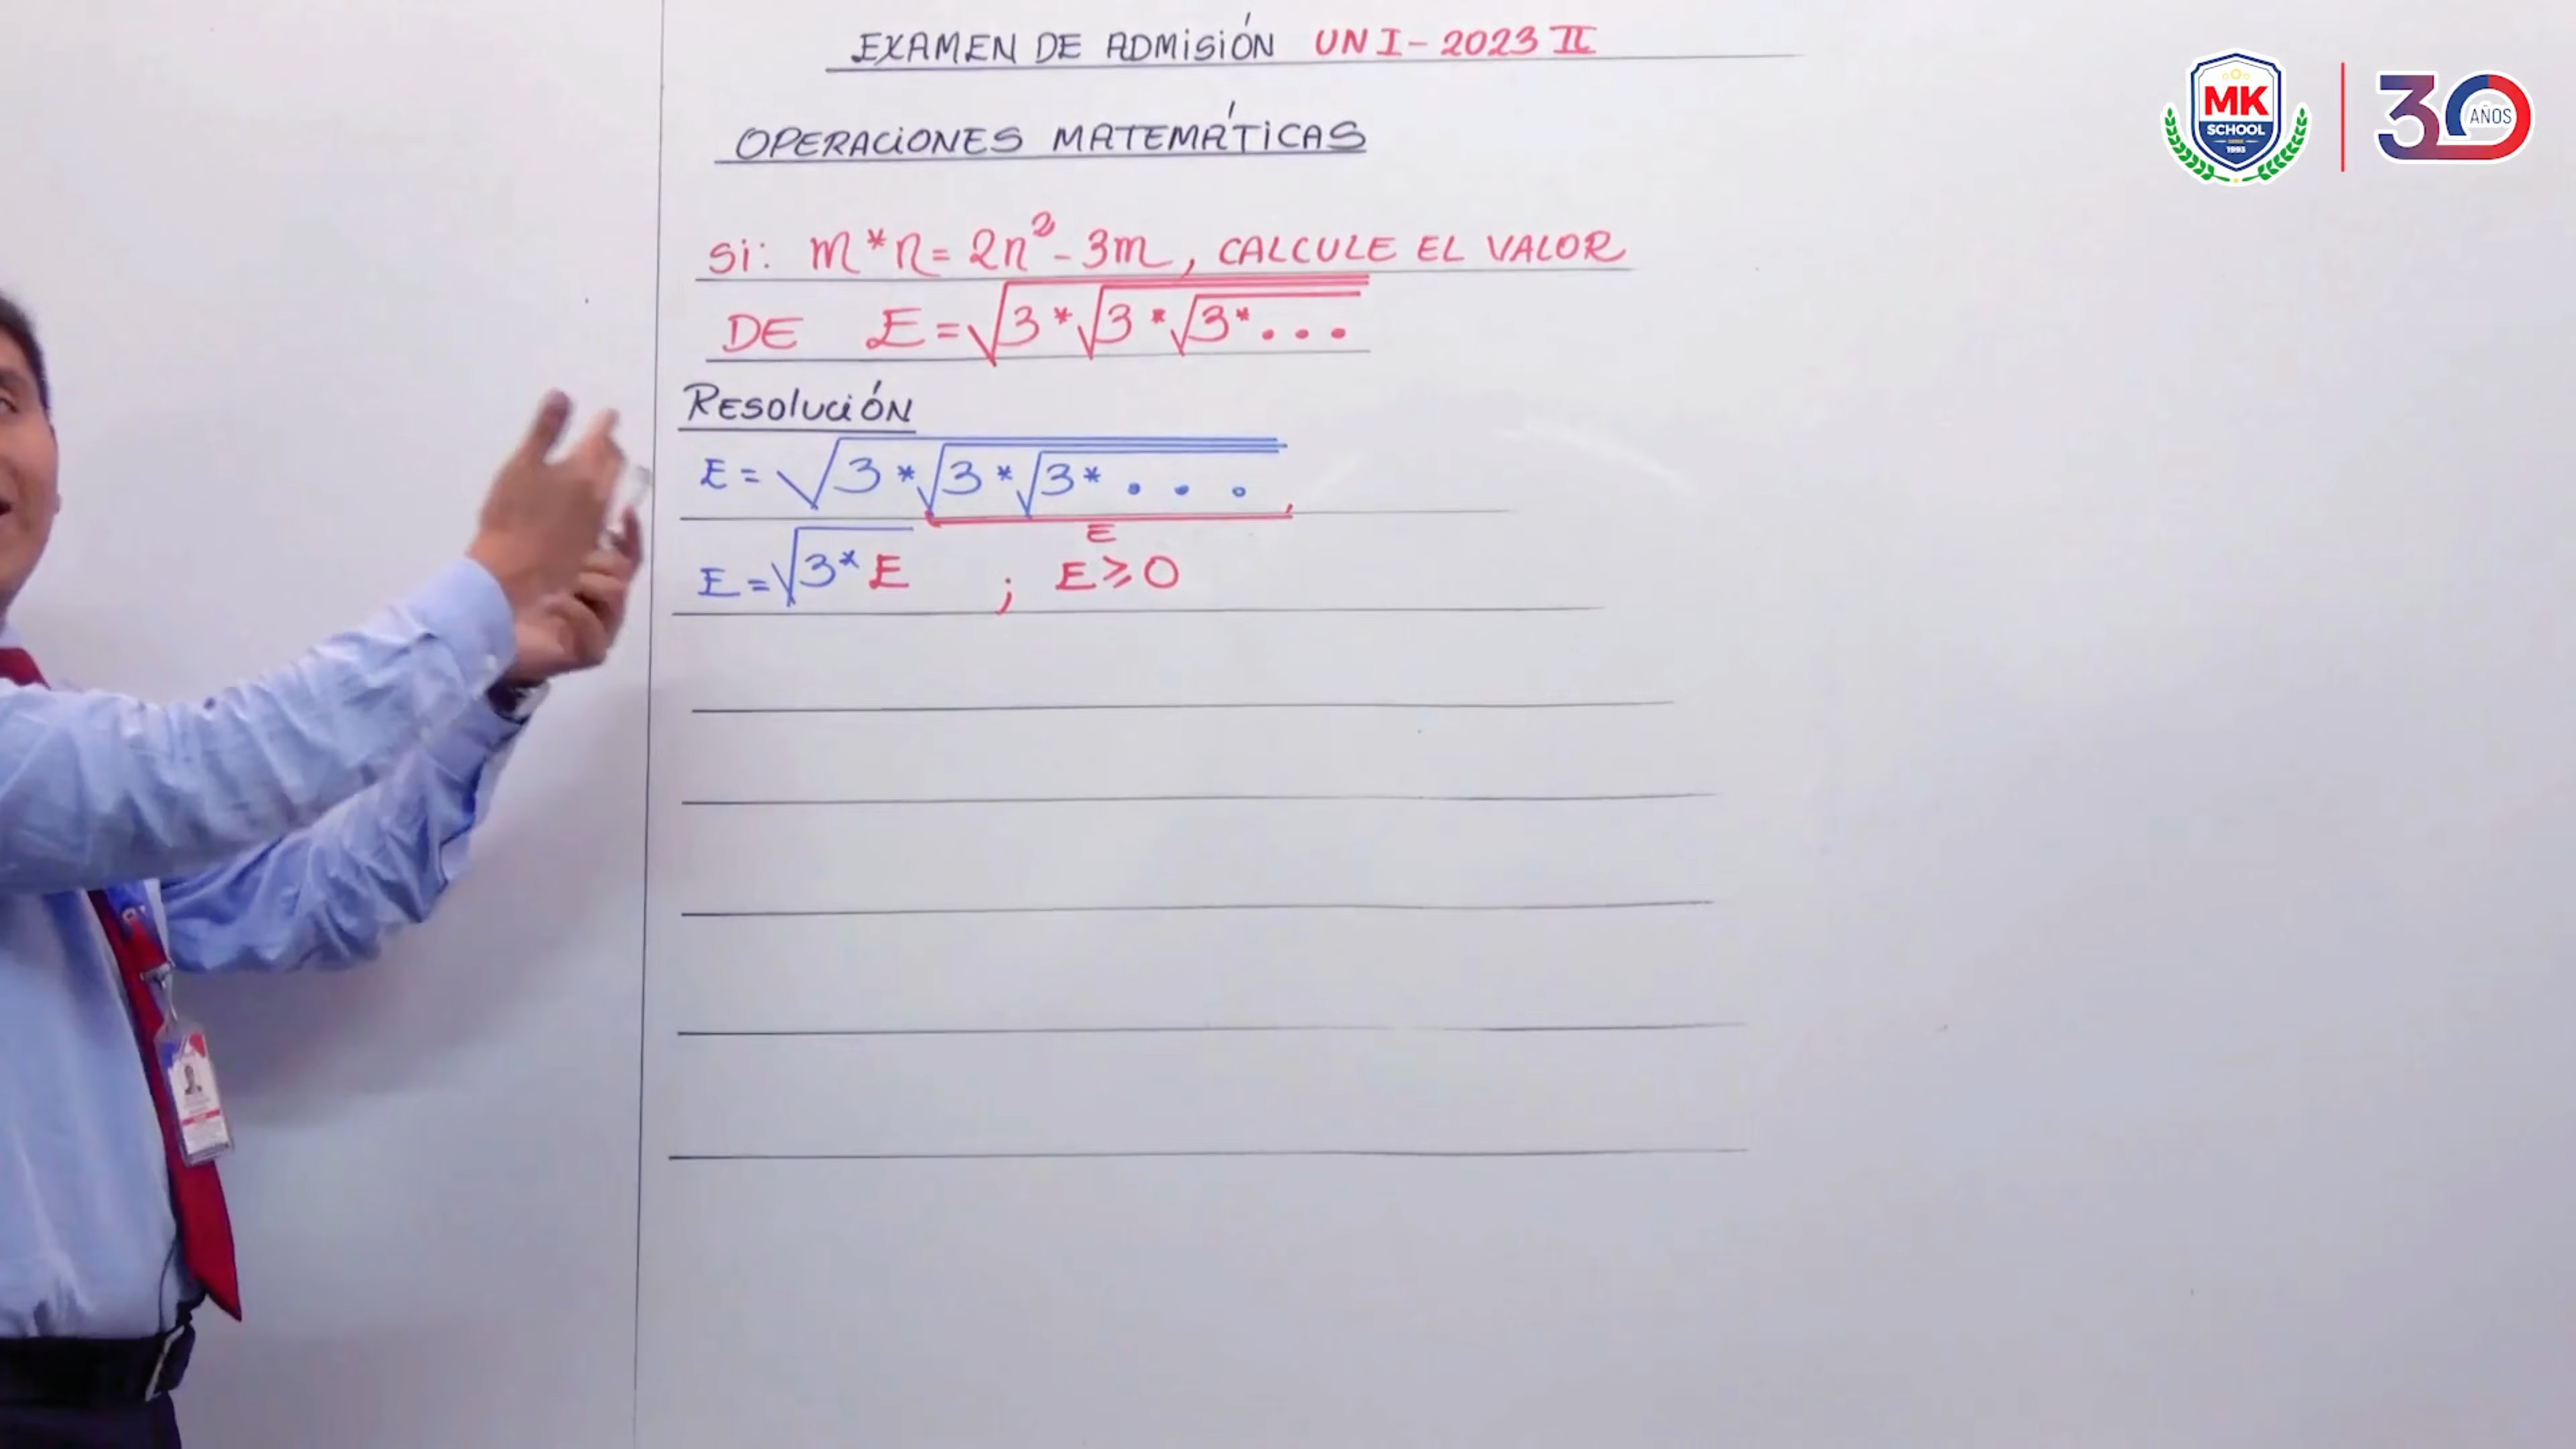 EXAMEN DE ADMISIÓN UNI-2023 II
MK
SCHOOL
1993
30
AÑOS
OPERACIONES MATEMÁTICAS
Si: m*n = 2n² - 3m, CALCULE EL VALOR
DE E = √(3*√(3*√(3*...
Resolución
E = √(3*√(3*√(3*...
E
E = √(3*E) ; E ≥ 0